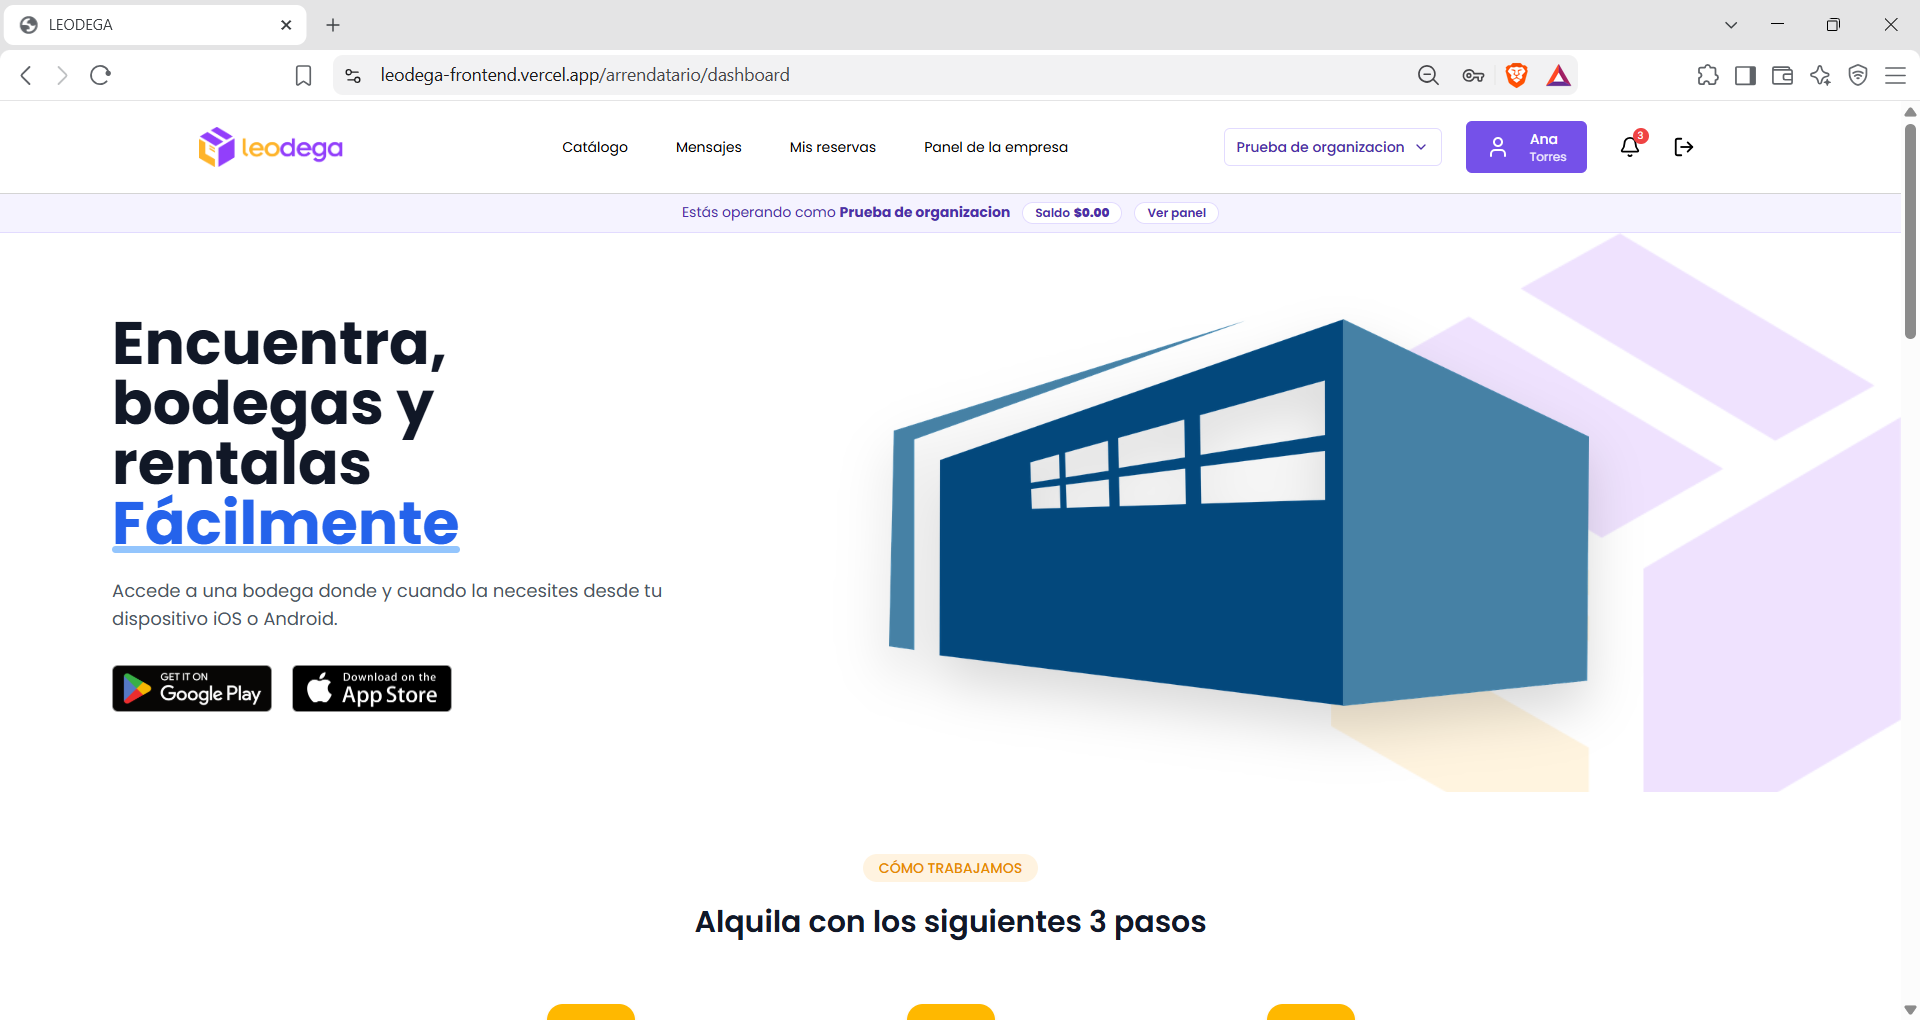 LEODEGA
leodega-frontend.vercel.app/arrendatario/dashboard
leodega
Catálogo
Mensajes
Mis reservas
Panel de la empresa
Prueba de organizacion
Ana
Torres
3
Estás operando como Prueba de organizacion
Saldo $0.00
Ver panel
Encuentra,
bodegas y
rentalas
Fácilmente
Accede a una bodega donde y cuando la necesites desde tu
dispositivo iOS o Android.
GET IT ON
Google Play
Download on the
App Store
CÓMO TRABAJAMOS
Alquila con los siguientes 3 pasos